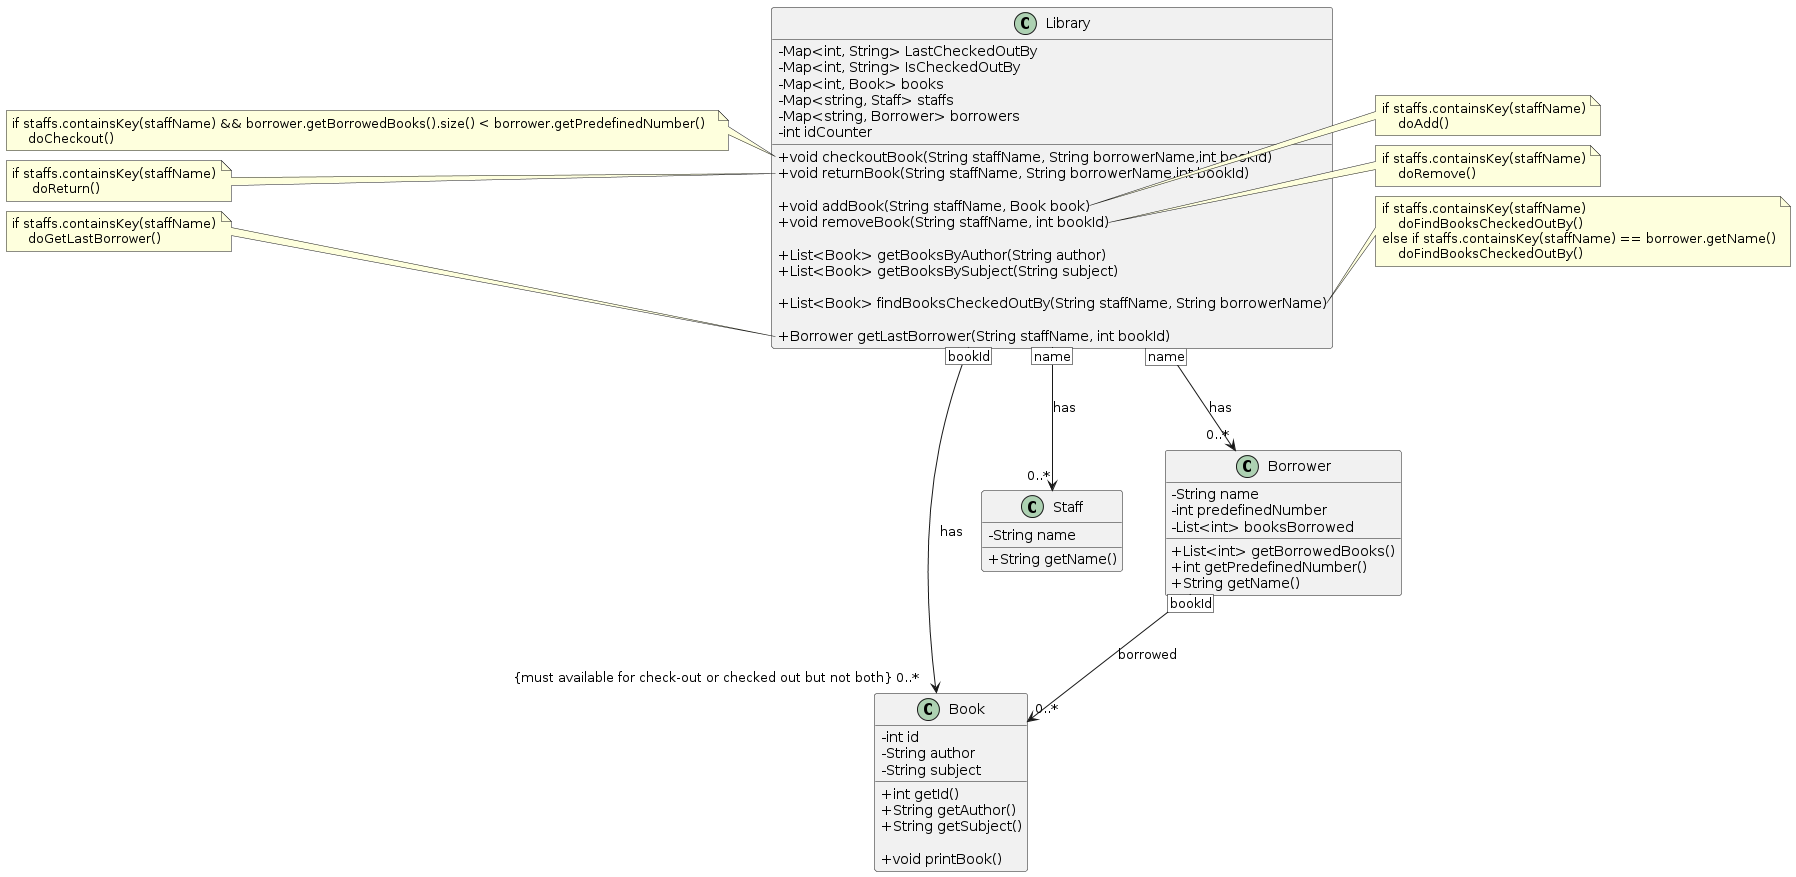 C Library
-Map<int, String> LastCheckedOutBy
-Map<int, String> IsCheckedOutBy
-Map<int, Book> books
-Map<string, Staff> staffs
-Map<string, Borrower> borrowers
-int idCounter
+void checkoutBook(String staffName, String borrowerName,int bookId)
+void returnBook(String staffName, String borrowerName,int bookId)
+void addBook(String staffName, Book book)
+void removeBook(String staffName, int bookId)
+List<Book> getBooksByAuthor(String author)
+List<Book> getBooksBySubject(String subject)
+List<Book> findBooksCheckedOutBy(String staffName, String borrowerName)
+Borrower getLastBorrower(String staffName, int bookId)
if staffs.containsKey(staffName) && borrower.getBorrowedBooks().size() < borrower.getPredefinedNumber()
doCheckout()
if staffs.containsKey(staffName)
doReturn()
if staffs.containsKey(staffName)
doGetLastBorrower()
if staffs.containsKey(staffName)
doAdd()
if staffs.containsKey(staffName)
doRemove()
if staffs.containsKey(staffName)
doFindBooksCheckedOutBy()
else if staffs.containsKey(staffName) == borrower.getName()
doFindBooksCheckedOutBy()
bookId
name
name
has
has
has
0..*
0..*
C Staff
-String name
+String getName()
C Borrower
-String name
-int predefinedNumber
-List<int> booksBorrowed
+List<int> getBorrowedBooks()
+int getPredefinedNumber()
+String getName()
bookId
borrowed
{must available for check-out or checked out but not both} 0..*
0..*
C Book
-int id
-String author
-String subject
+int getId()
+String getAuthor()
+String getSubject()
+void printBook()